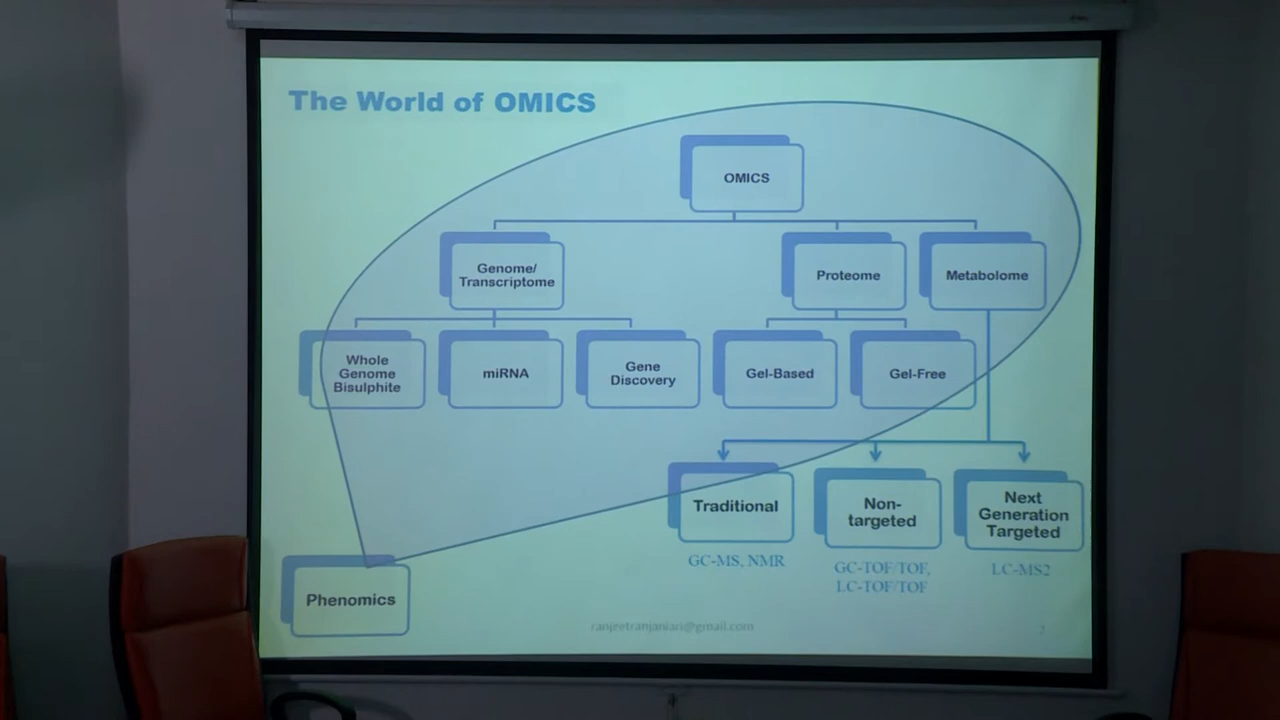 The World of OMICS
OMICS
Genome/
Transcriptome
Proteome
Metabolome
Whole
Genome
Bisulphite
miRNA
Gene
Discovery
Gel-Based
Gel-Free
Traditional
Non-
targeted
Next
Generation
Targeted
GC-MS, NMR
GC-TOF/TOF,
LC-TOF/TOF
LC-MS2
Phenomics
ranjeetranjaniari@gmail.com
2